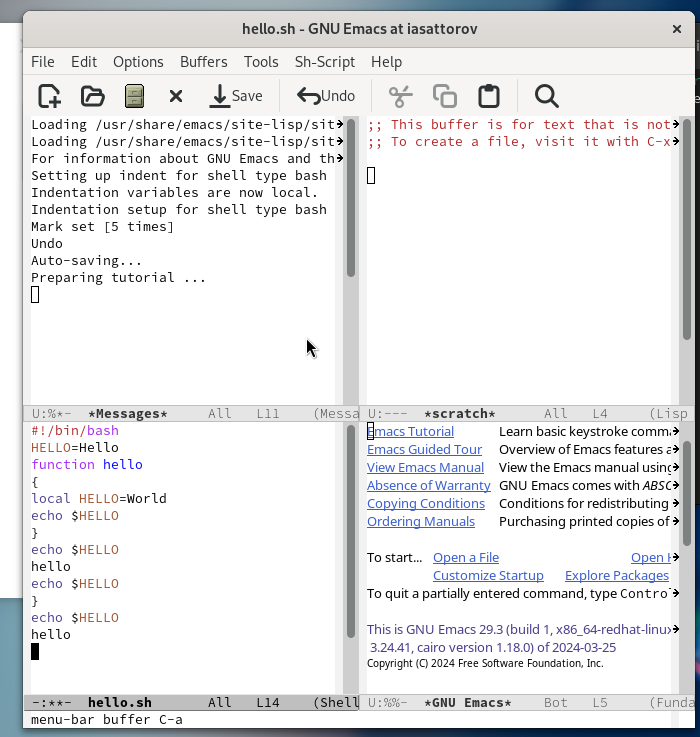 hello.sh - GNU Emacs at iasattorov
File Edit Options Buffers Tools Sh-Script Help
Save Undo
Loading /usr/share/emacs/site-lisp/sit
Loading /usr/share/emacs/site-lisp/sit
For information about GNU Emacs and th
Setting up indent for shell type bash
Indentation variables are now local.
Indentation setup for shell type bash
Mark set [5 times]
Undo
Auto-saving...
Preparing tutorial ...
U:%*-  *Messages*  All  L11  (Messa
;; This buffer is for text that is not
;; To create a file, visit it with C-x
U:---  *scratch*  All  L4  (Lisp
#!/bin/bash
HELLO=Hello
function hello
{
local HELLO=World
echo $HELLO
}
echo $HELLO
hello
echo $HELLO
}
echo $HELLO
hello
-:**-  hello.sh  All  L14  (Shell
Emacs Tutorial Learn basic keystroke comma
Emacs Guided Tour Overview of Emacs features a
View Emacs Manual View the Emacs manual using
Absence of Warranty GNU Emacs comes with ABSC
Copying Conditions Conditions for redistributing
Ordering Manuals Purchasing printed copies of
To start... Open a File Open H
Customize Startup Explore Packages
To quit a partially entered command, type Control
This is GNU Emacs 29.3 (build 1, x86_64-redhat-linux
3.24.41, cairo version 1.18.0) of 2024-03-25
Copyright (C) 2024 Free Software Foundation, Inc.
U:%%-  *GNU Emacs*  Bot  L5  (Funda
menu-bar buffer C-a